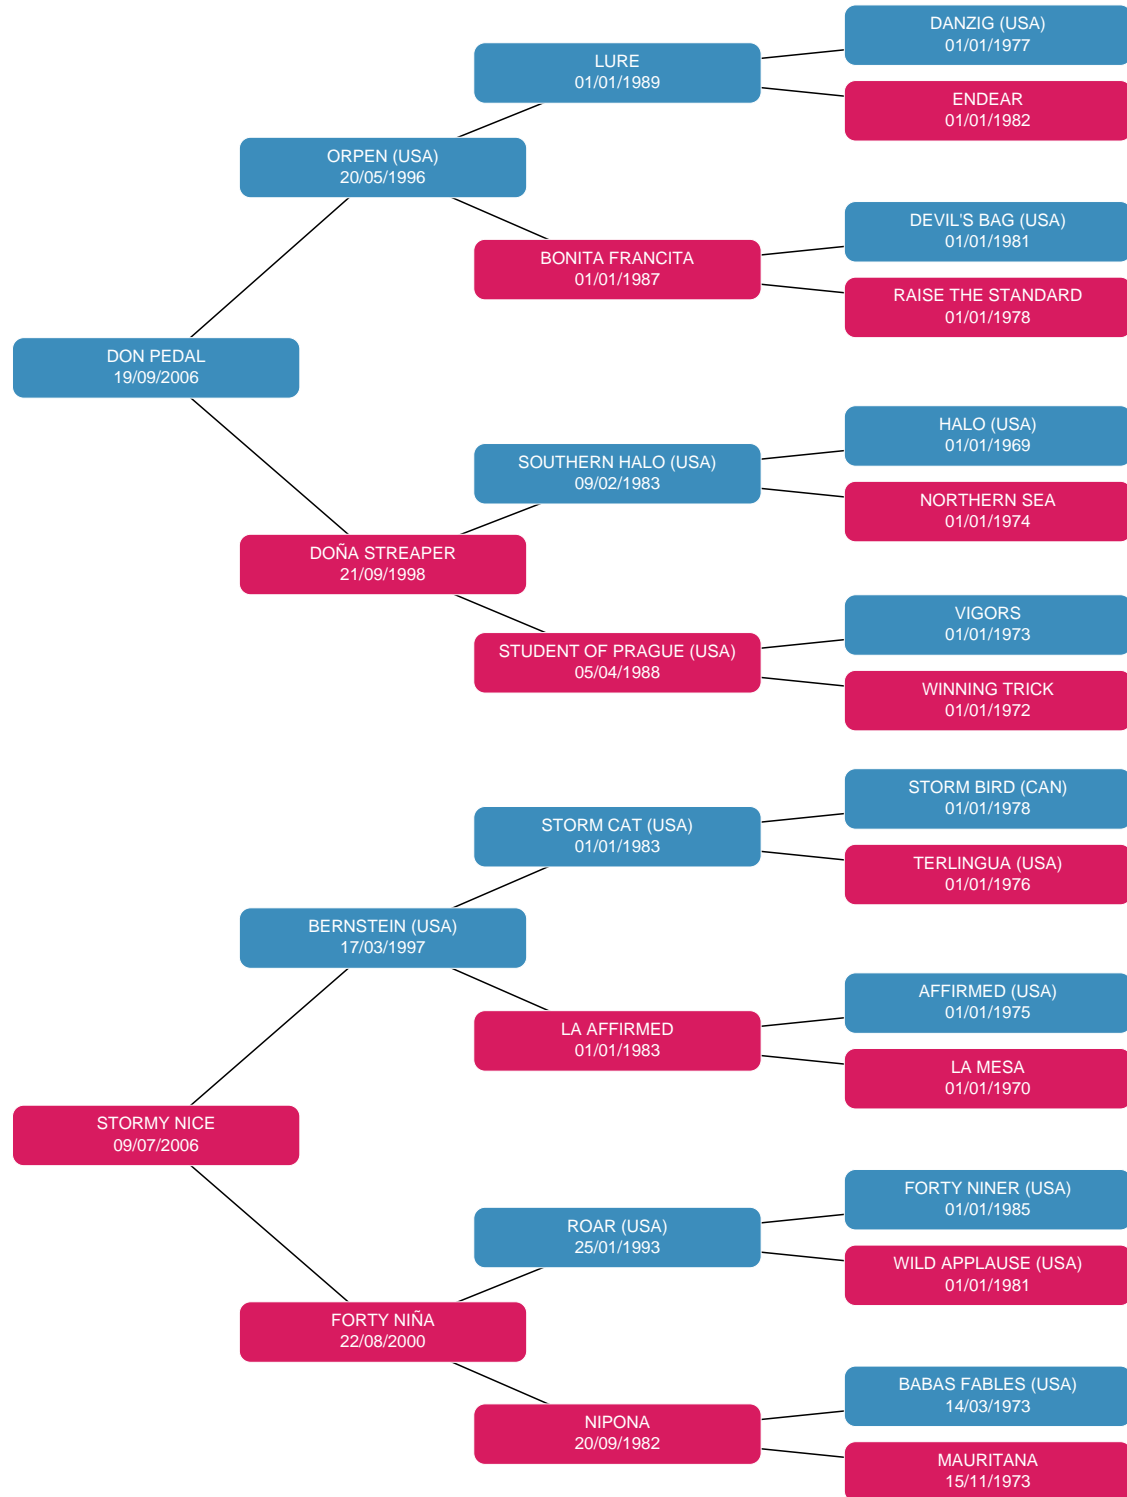 DANZIG (USA)
01/01/1977
LURE
01/01/1989
ENDEAR
01/01/1982
ORPEN (USA)
20/05/1996
DEVIL'S BAG (USA)
01/01/1981
BONITA FRANCITA
01/01/1987
RAISE THE STANDARD
01/01/1978
DON PEDAL
19/09/2006
HALO (USA)
01/01/1969
SOUTHERN HALO (USA)
09/02/1983
NORTHERN SEA
01/01/1974
DOÑA STREAPER
21/09/1998
VIGORS
01/01/1973
STUDENT OF PRAGUE (USA)
05/04/1988
WINNING TRICK
01/01/1972
STORM BIRD (CAN)
01/01/1978
STORM CAT (USA)
01/01/1983
TERLINGUA (USA)
01/01/1976
BERNSTEIN (USA)
17/03/1997
AFFIRMED (USA)
01/01/1975
LA AFFIRMED
01/01/1983
LA MESA
01/01/1970
STORMY NICE
09/07/2006
FORTY NINER (USA)
01/01/1985
ROAR (USA)
25/01/1993
WILD APPLAUSE (USA)
01/01/1981
FORTY NIÑA
22/08/2000
BABAS FABLES (USA)
14/03/1973
NIPONA
20/09/1982
MAURITANA
15/11/1973